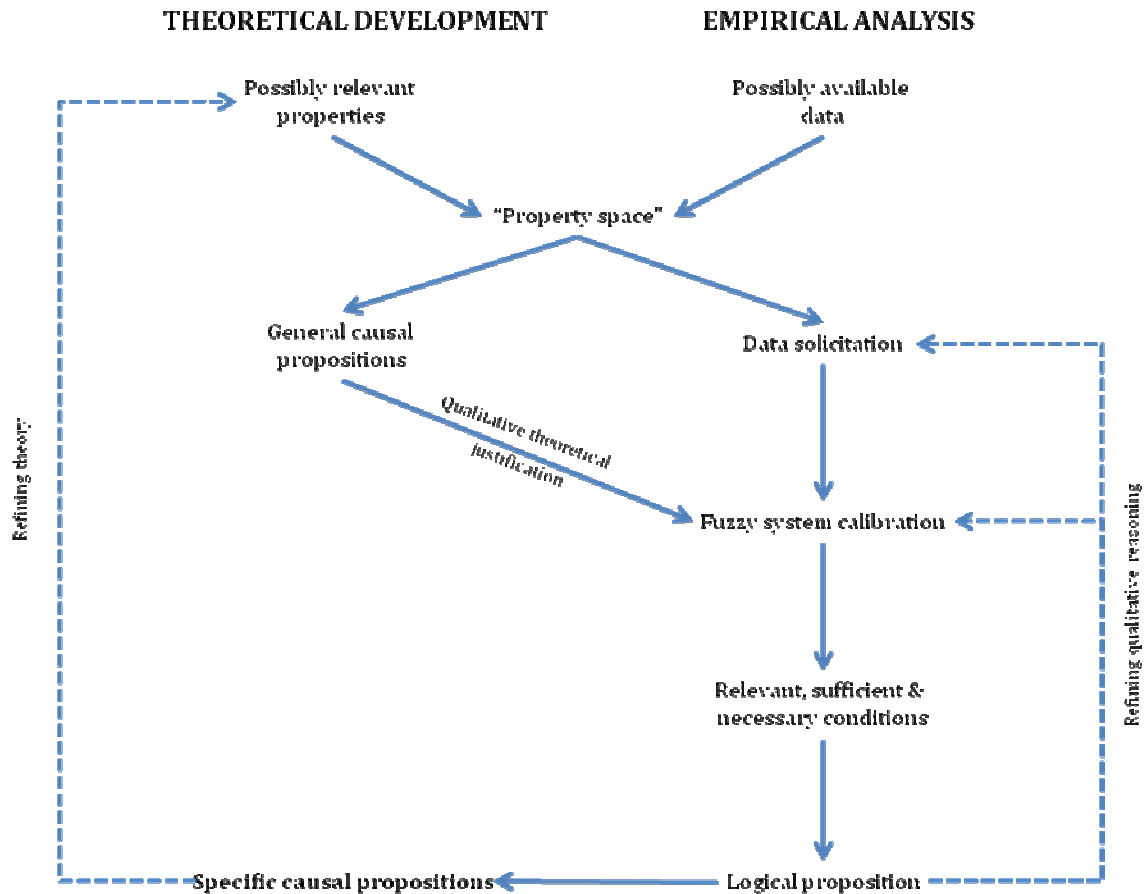 THEORETICAL DEVELOPMENT
EMPIRICAL ANALYSIS
Possibly relevant
properties
Possibly available
data
“Property space”
General causal
propositions
Data solicitation
Qualitative theoretical
justification
Fuzzy system calibration
Refining theory
Refining qualitative reasoning
Relevant, sufficient &
necessary conditions
Specific causal propositions
Logical proposition